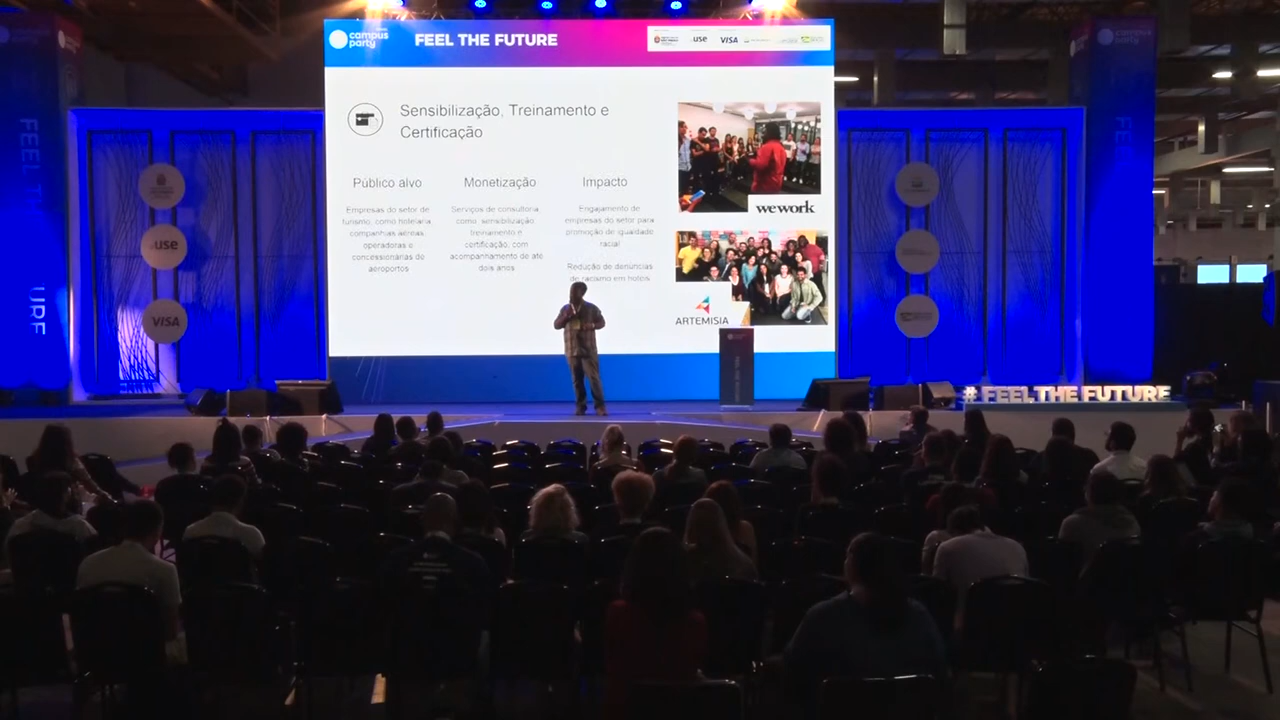 campus
party
FEEL THE FUTURE
use
VISA
Sensibilização, Treinamento e
Certificação
Público alvo
Empresas do setor de
turismo, como hotelaria
companhias aéreas
operadoras e
concessionárias de
aeroportos
Monetização
Serviços de consultoria
como sensibilização
treinamento e
certificação, com
acompanhamento de até
dois anos
Impacto
Engajamento de
empresas do setor para
promoção de igualdade
racial
Redução de denúncias
de racismo em hotéis
wework
ARTEMISIA
use
VISA
# FEEL THE FUTURE
campus
party